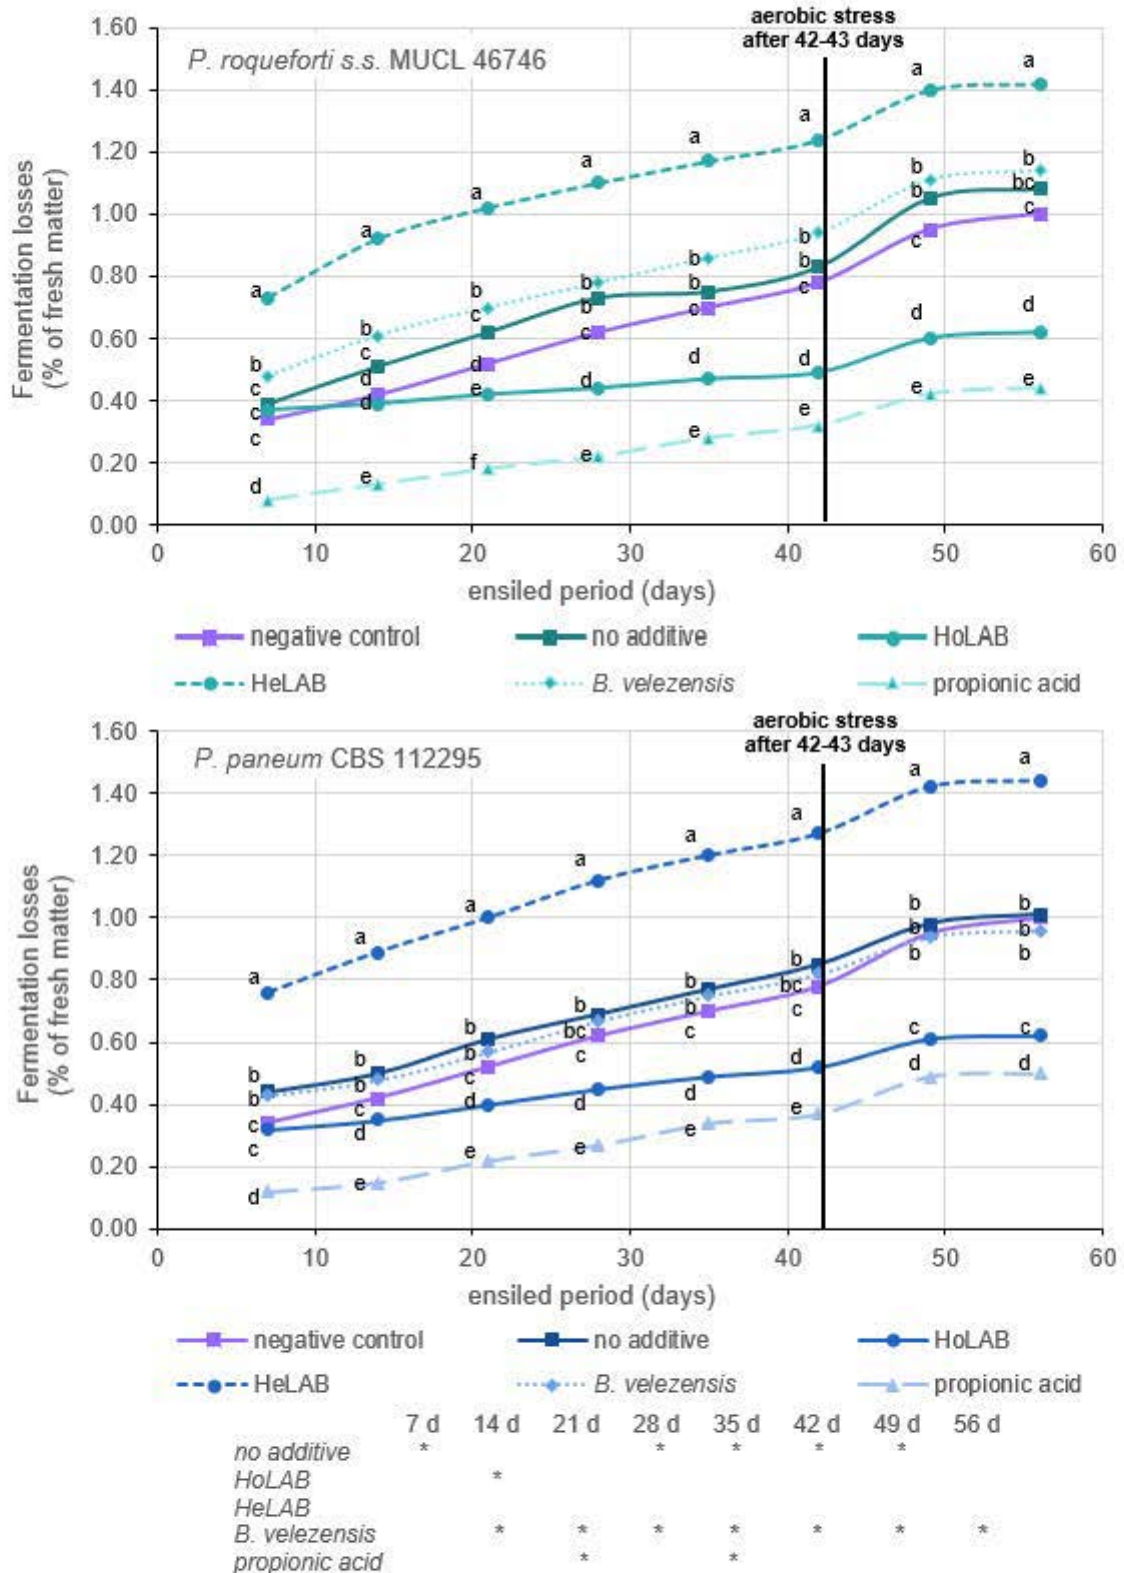 aerobic stress
after 42-43 days
P. roqueforti s.s. MUCL 46746
Fermentation losses
(% of fresh matter)
1.60
1.40
1.20
1.00
0.80
0.60
0.40
0.20
0.00
a a a a a a a a
b b b b b b b b
c c c b b b b bc
c d d c c c c c
c d e d d d d d
d e f e e e e e
0 10 20 30 40 50 60
ensiled period (days)
negative control no additive HoLAB
HeLAB B. velezensis propionic acid
aerobic stress
after 42-43 days
P. paneum CBS 112295
Fermentation losses
(% of fresh matter)
1.60
1.40
1.20
1.00
0.80
0.60
0.40
0.20
0.00
a a a a a a a a
b b b b b b b b
b b b bc b bc b b
c c c c c c b b
c d d d d d c c
d e e e e e d d
0 10 20 30 40 50 60
ensiled period (days)
negative control no additive HoLAB
HeLAB B. velezensis propionic acid
7 d 14 d 21 d 28 d 35 d 42 d 49 d 56 d
no additive * * * * *
HoLAB *
HeLAB
B. velezensis * * * * * * *
propionic acid * *